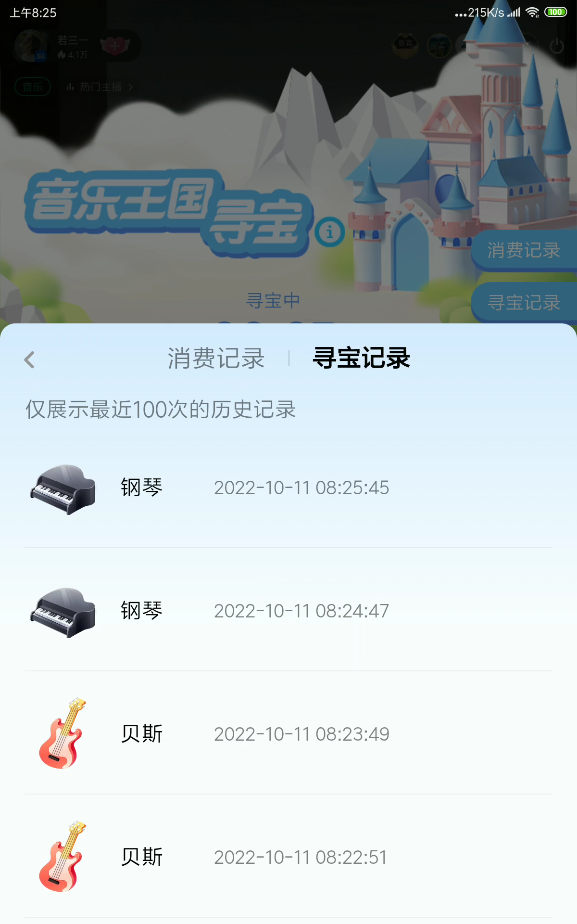 上午8:25
...215K/s
100
若三一
4.1万
音乐
热门主播 >
音乐王国
寻宝
消费记录
寻宝记录
寻宝中
消费记录 | 寻宝记录
仅展示最近100次的历史记录
钢琴 2022-10-11 08:25:45
钢琴 2022-10-11 08:24:47
贝斯 2022-10-11 08:23:49
贝斯 2022-10-11 08:22:51